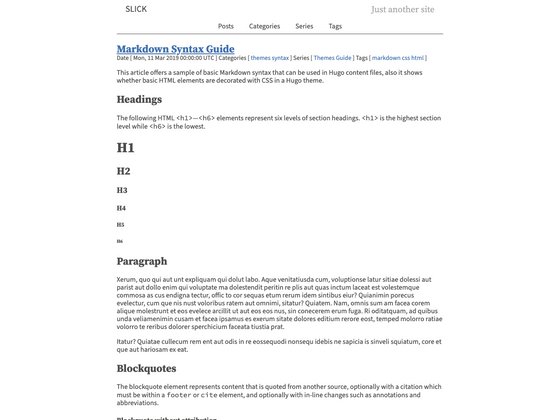 SLICK
Just another site
Posts Categories Series Tags
Markdown Syntax Guide
Date | Mon, 11 Mar 2019 00:00:00 UTC | Categories [ themes syntax ] Series [ Themes Guide ] Tags [ markdown css html ]
This article offers a sample of basic Markdown syntax that can be used in Hugo content files, also it shows
whether basic HTML elements are decorated with CSS in a Hugo theme.
Headings
The following HTML <h1>—<h6> elements represent six levels of section headings. <h1> is the highest section
level while <h6> is the lowest.
H1
H2
H3
H4
H5
H6
Paragraph
Xerum, quo qui aut unt expliquam qui dolut labo. Aque venitatiusda cum, voluptionse latur sitiae dolessi aut
parist aut dollo enim qui voluptate ma dolestendit peritin re plis aut quas inctum laceat est volestemque
commosa as cus endigna tectur, offic to cor sequas etum rerum idem sintibus eiur? Quianimin porecus
evelectur, cum que nis nust voloribus ratem aut omnimi, sitatur? Quiatem. Nam, omnis sum am facea corem
alique molestrunt et eos evelece arcillit ut aut eos eos nus, sin conecerem erum fuga. Ri oditatquam, ad quibus
unda veliamenimin cusam et facea ipsamus es exerum sitate dolores editium rerore eost, temped molorro ratiae
volorro te reribus dolorer sperchicium faceata tiustia prat.
Itatur? Quiatae cullecum rem ent aut odis in re eossequodi nonsequ idebis ne sapicia is sinveli squiatum, core et
que aut hariosam ex eat.
Blockquotes
The blockquote element represents content that is quoted from another source, optionally with a citation which
must be within a footer or cite element, and optionally with in-line changes such as annotations and
abbreviations.
Blockquote without attribution